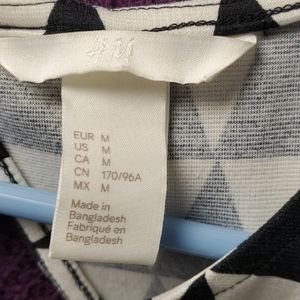 H&M
EUR M
US M
CA M
CN 170/96A
MX M
Made in
Bangladesh
Fabriqué en
Bangladesh